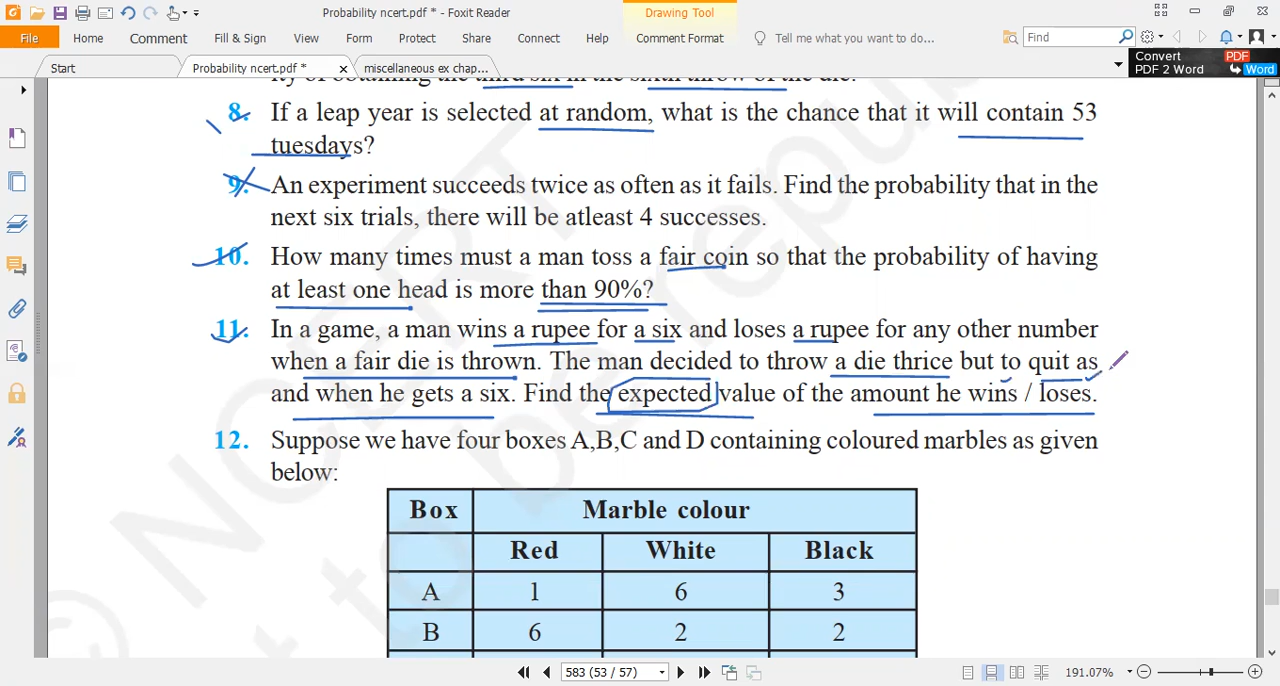 Probability ncert.pdf * - Foxit Reader
Drawing Tool
File Home Comment Fill & Sign View Form Protect Share Connect Help Comment Format Tell me what you want to do... Find
Convert PDF
PDF 2 Word Word
Start Probability ncert.pdf * miscellaneous ex chap...
8. If a leap year is selected at random, what is the chance that it will contain 53
tuesdays?
9. An experiment succeeds twice as often as it fails. Find the probability that in the
next six trials, there will be atleast 4 successes.
10. How many times must a man toss a fair coin so that the probability of having
at least one head is more than 90%?
11. In a game, a man wins a rupee for a six and loses a rupee for any other number
when a fair die is thrown. The man decided to throw a die thrice but to quit as
and when he gets a six. Find the expected value of the amount he wins / loses.
12. Suppose we have four boxes A,B,C and D containing coloured marbles as given
below:
Box Marble colour
Red White Black
A 1 6 3
B 6 2 2
© NCERT
not to be republ
583 (53 / 57) 191.07%